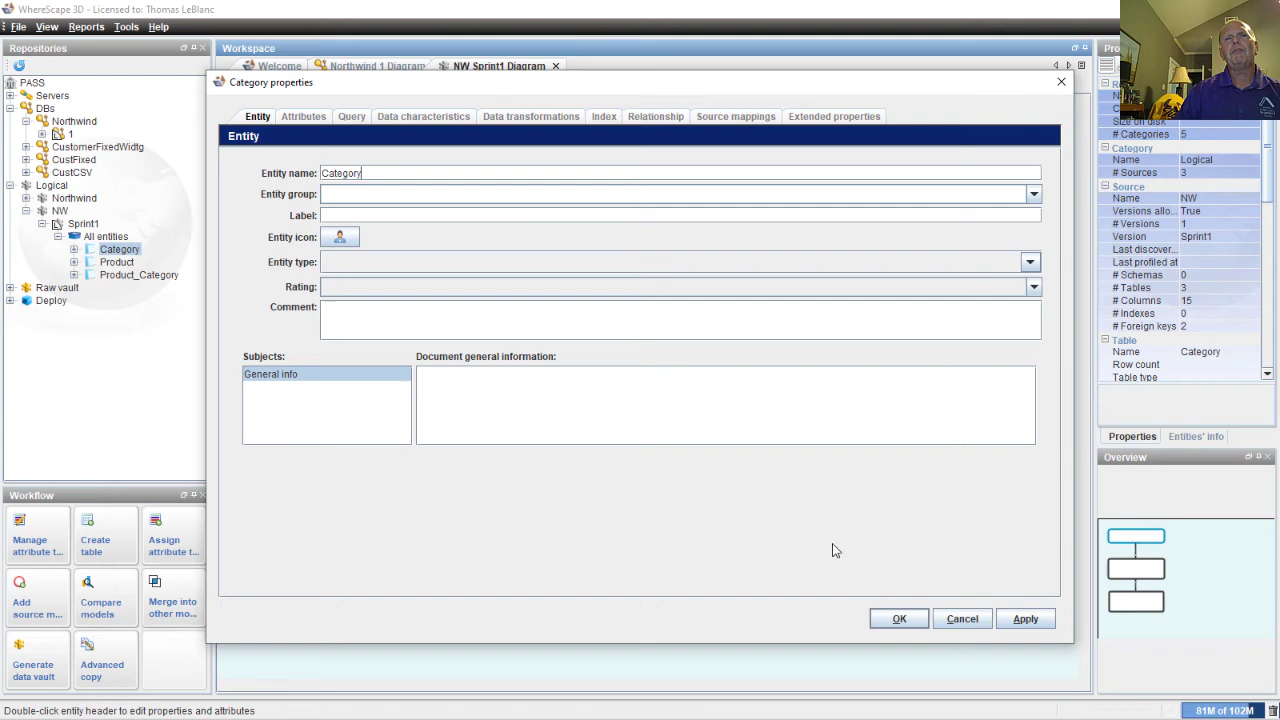 WhereScape 3D - Licensed to: Thomas LeBlanc
File View Reports Tools Help
Repositories
PASS
Servers
DBs
Northwind
1
CustomerFixedWidtg
CustFixed
CustCSV
Logical
Northwind
NW
Sprint1
All entities
Category
Product
Product_Category
Raw vault
Deploy
Workflow
Manage attribute t...
Create table
Assign attribute t...
Add source m...
Compare models
Merge into other mo...
Generate data vault
Advanced copy
Workspace
Welcome Northwind 1 Diagram NW Sprint1 Diagram
Category properties
Entity Attributes Query Data characteristics Data transformations Index Relationship Source mappings Extended properties
Entity
Entity name: Category
Entity group:
Label:
Entity icon:
Entity type:
Rating:
Comment:
Subjects: Document general information:
General info
OK Cancel Apply
# Categories 5
Category
Name Logical
# Sources 3
Source
Name NW
Versions allo... True
# Versions 1
Version Sprint1
Last discover...
Last profiled at
# Schemas 0
# Tables 3
# Columns 15
# Indexes 0
# Foreign keys 2
Table
Name Category
Row count
Table type
Properties Entities' info
Overview
Double-click entity header to edit properties and attributes
81M of 102M